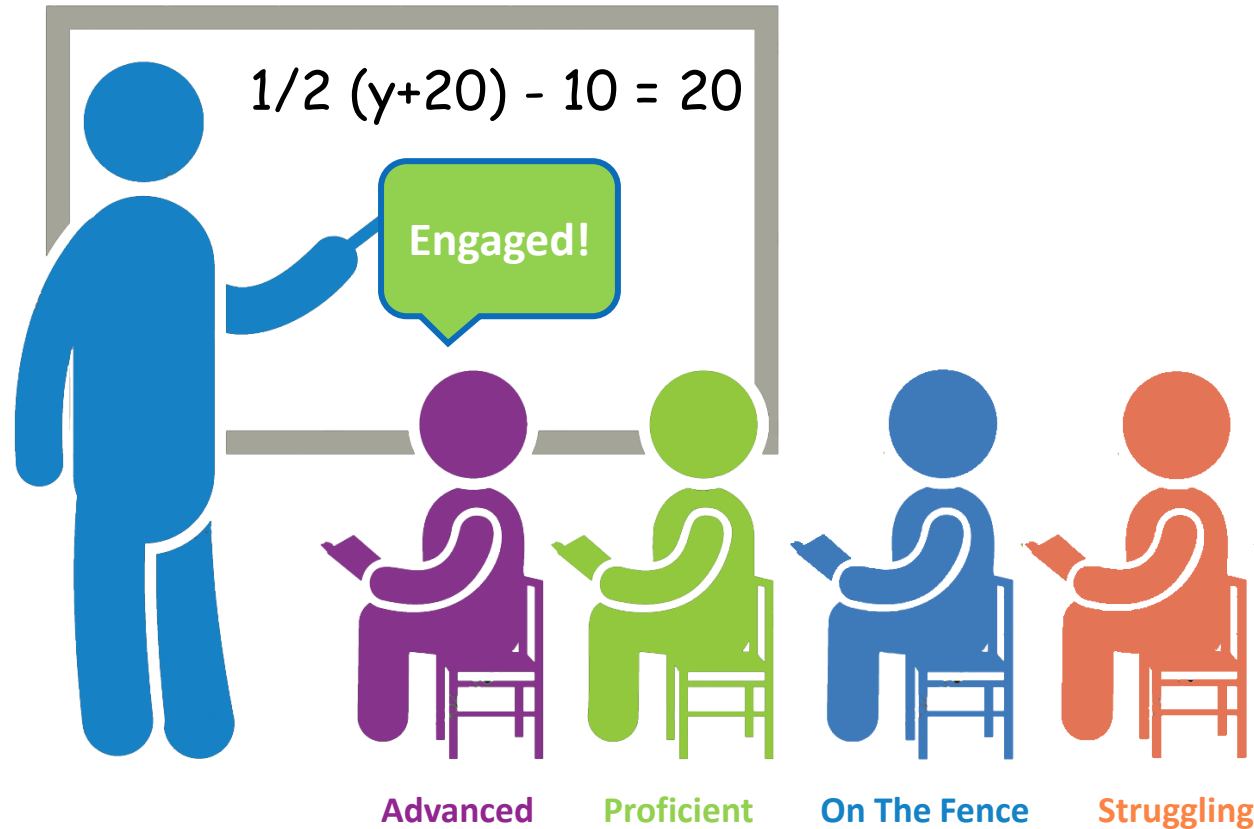 1/2 (y+20) - 10 = 20
Engaged!
Advanced
Proficient
On The Fence
Struggling